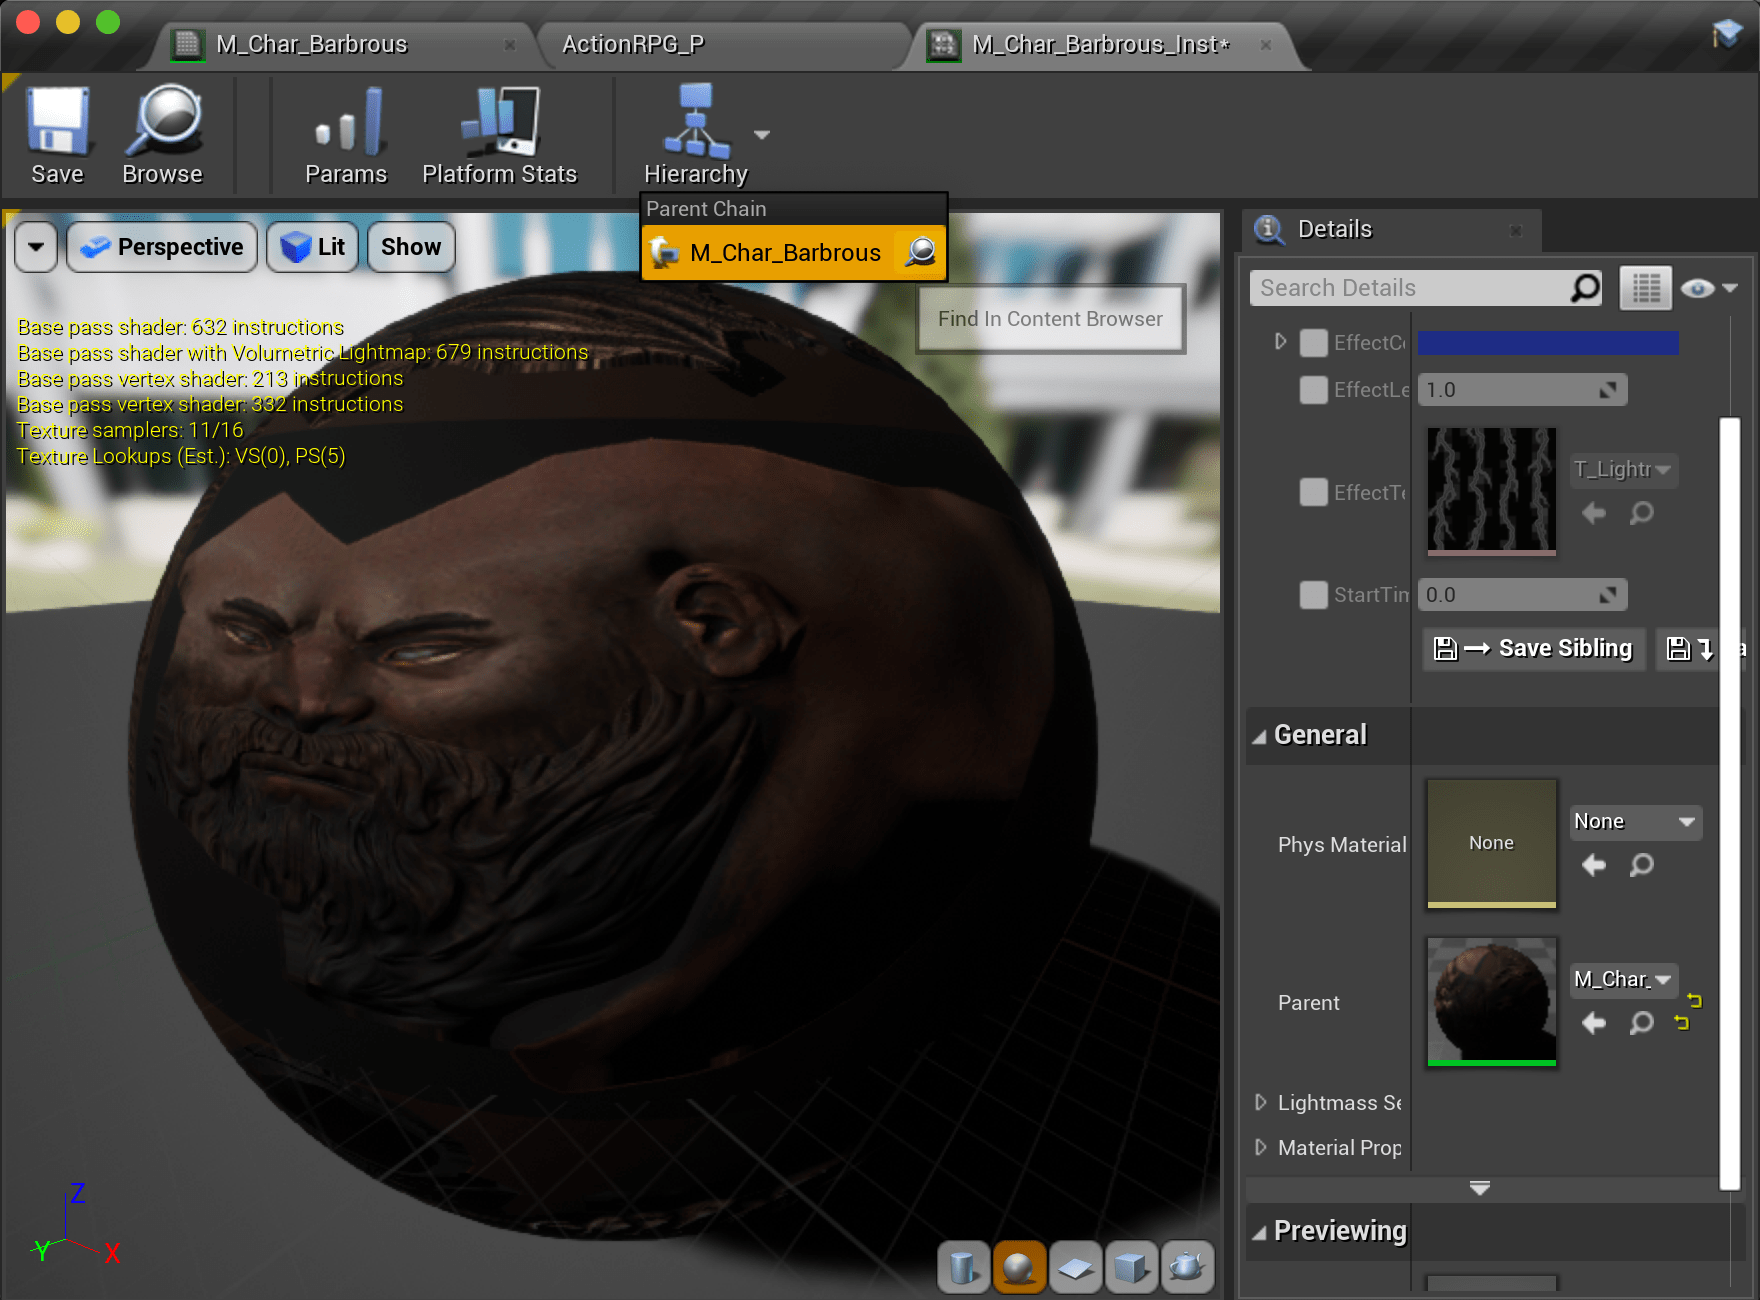 M_Char_Barbrous
ActionRPG_P
M_Char_Barbrous_Inst*
Save
Browse
Params
Platform Stats
Hierarchy
Parent Chain
M_Char_Barbrous
Find In Content Browser
Perspective
Lit
Show
Base pass shader: 632 instructions
Base pass shader with Volumetric Lightmap: 679 instructions
Base pass vertex shader: 213 instructions
Base pass vertex shader: 332 instructions
Texture samplers: 11/16
Texture Lookups (Est.): VS(0), PS(5)
Z
Y
X
Details
Search Details
EffectC
EffectLe
1.0
EffectTe
T_Lightr
StartTim
0.0
Save Sibling
a
General
Phys Material
None
None
Parent
M_Char_
Lightmass Se
Material Prop
Previewing